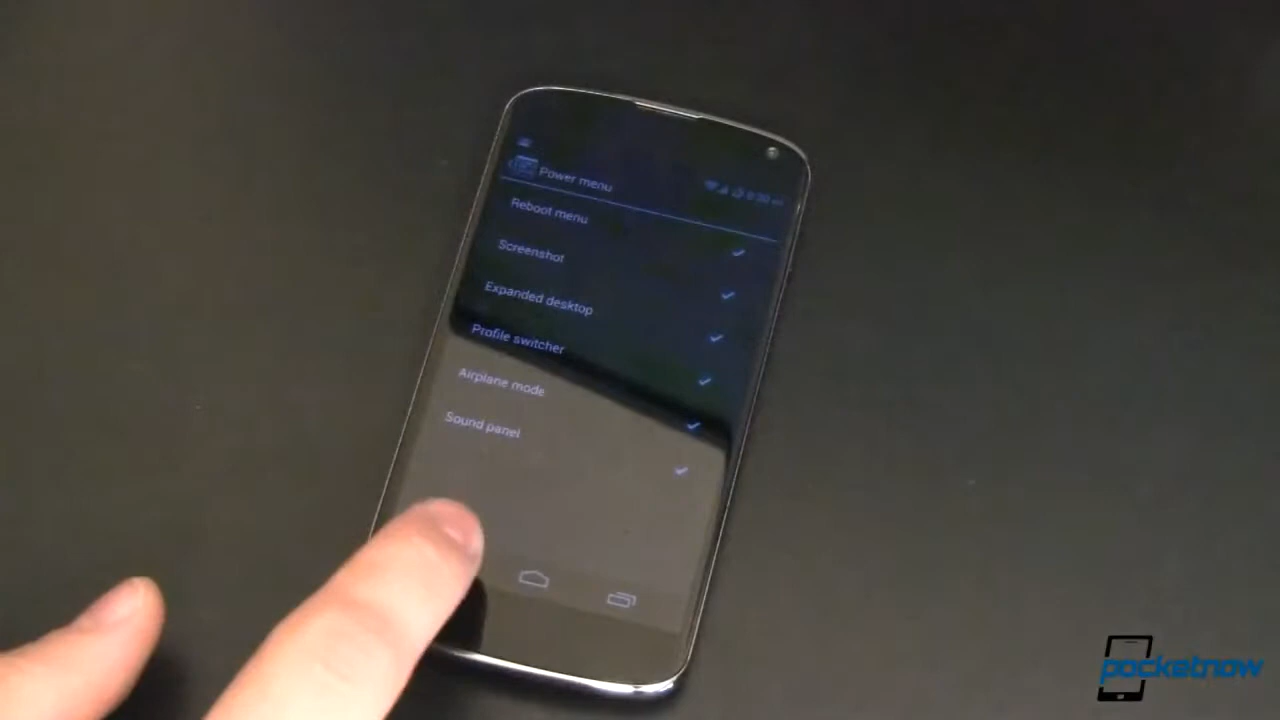 Power menu
Reboot menu
Screenshot
Expanded desktop
Profile switcher
Airplane mode
Sound panel
pocketnow